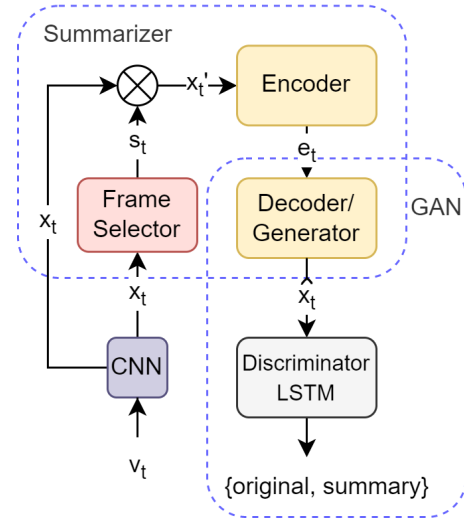 Summarizer
x_t'
Encoder
s_t
e_t
x_t
Frame
Selector
Decoder/
Generator
GAN
x_t
x̂_t
CNN
Discriminator
LSTM
v_t
{original, summary}